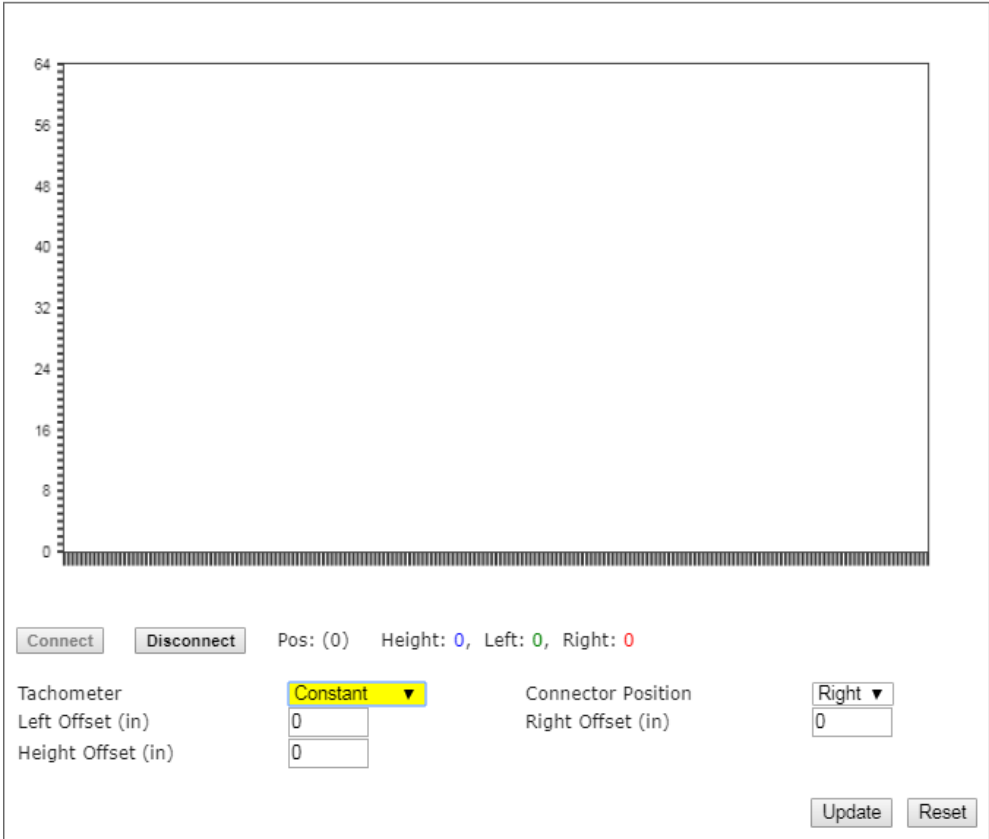 64
56
48
40
32
24
16
8
0
Connect Disconnect Pos: (0) Height: 0, Left: 0, Right: 0
Tachometer Constant ▼ Connector Position Right ▼
Left Offset (in) 0 Right Offset (in) 0
Height Offset (in) 0
Update Reset